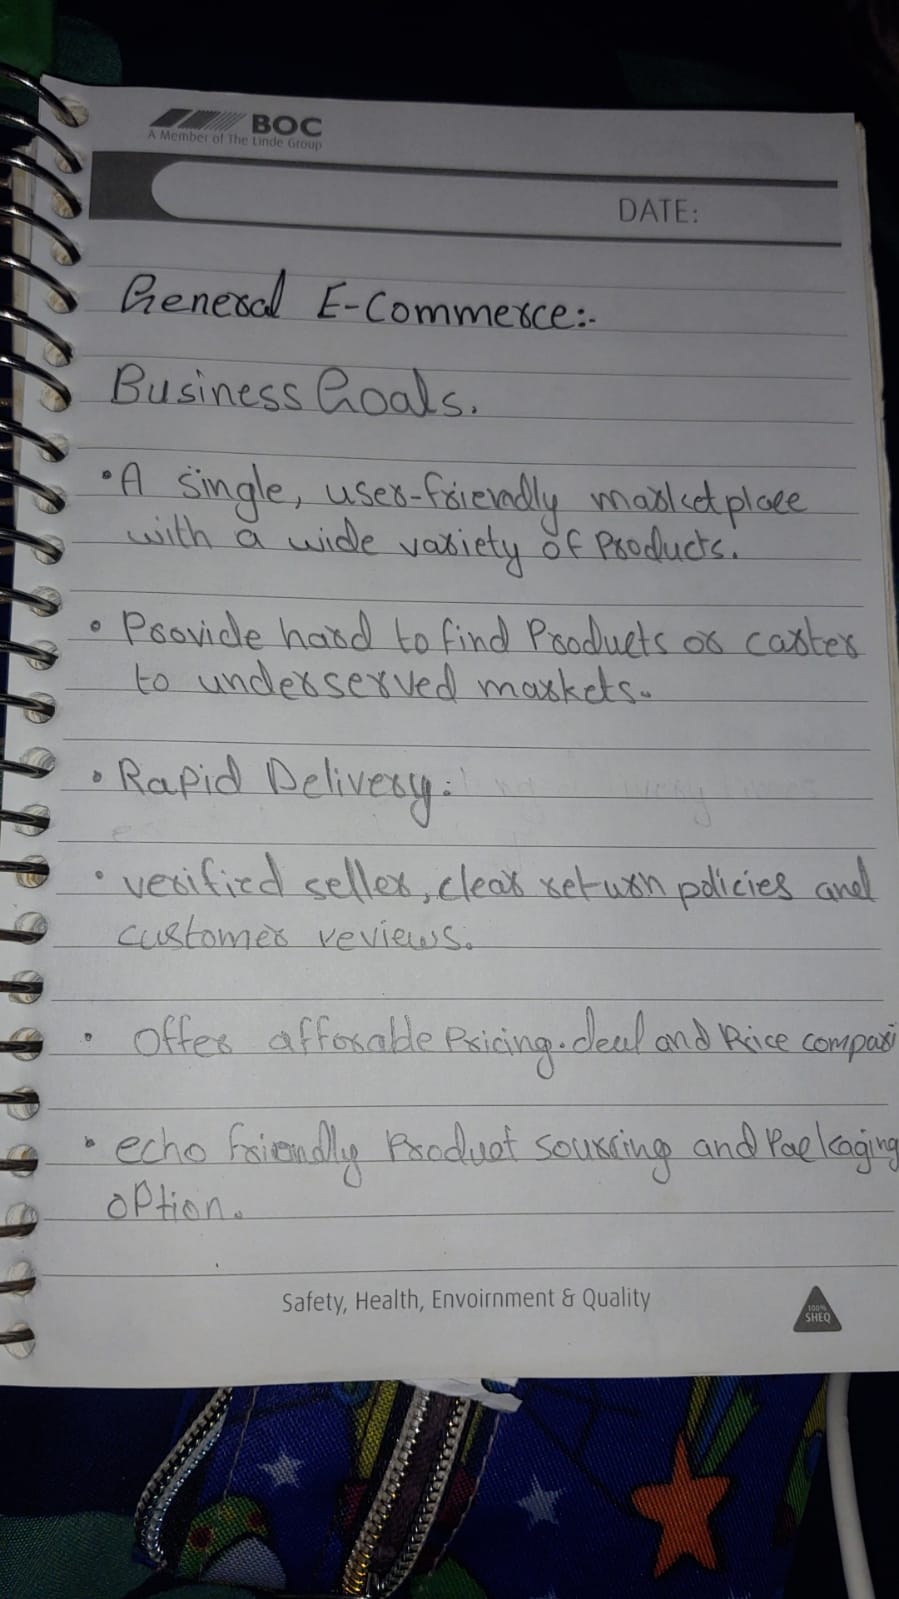 BOC
A Member of The Linde Group
DATE:
General E-Commerce:-
Business Goals.
• A single, user-friendly marketplace
with a wide variety of Products.
• Provide hard to find Products or carter
to underserved markets.
• Rapid Delivery:
• verified seller, clear return policies and
customer reviews.
• Offer afforable Pricing. deal and Price compari
• echo friendly Product sourcing and Packaging
option.
Safety, Health, Envoirnment & Quality
100%
SHEQ